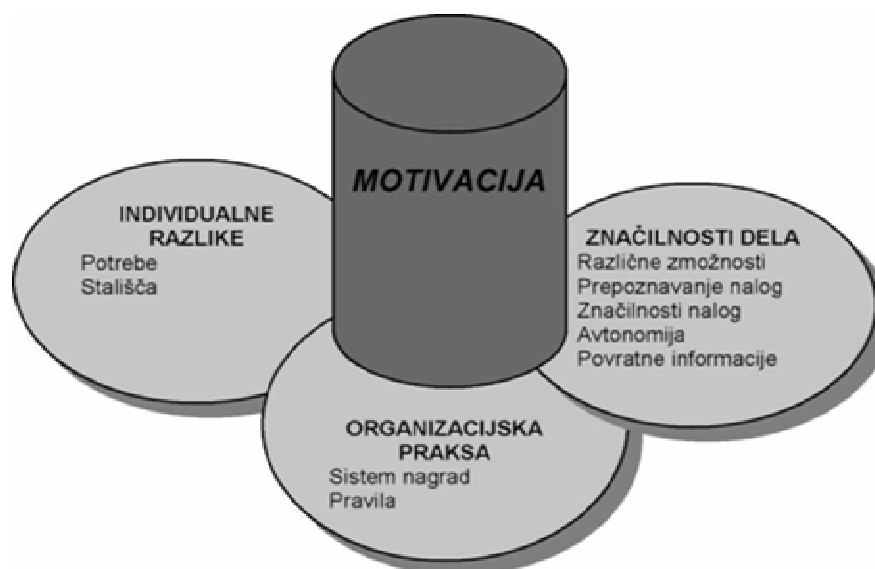 MOTIVACIJA
INDIVIDUALNE
RAZLIKE
Potrebe
Stališča
ZNAČILNOSTI DELA
Različne zmožnosti
Prepoznavanje nalog
Značilnosti nalog
Avtonomija
Povratne informacije
ORGANIZACIJSKA
PRAKSA
Sistem nagrad
Pravila